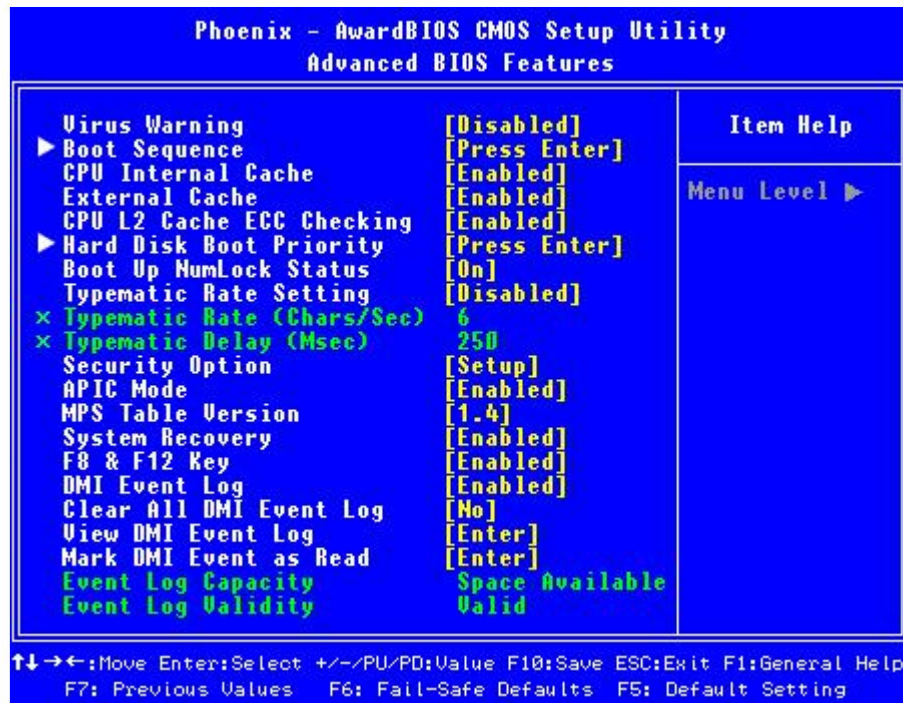 Phoenix - AwardBIOS CMOS Setup Utility
Advanced BIOS Features
Virus Warning [Disabled]
▶ Boot Sequence [Press Enter]
CPU Internal Cache [Enabled]
External Cache [Enabled]
CPU L2 Cache ECC Checking [Enabled]
▶ Hard Disk Boot Priority [Press Enter]
Boot Up NumLock Status [On]
Typematic Rate Setting [Disabled]
x Typematic Rate (Chars/Sec) 6
x Typematic Delay (Msec) 250
Security Option [Setup]
APIC Mode [Enabled]
MPS Table Version [1.4]
System Recovery [Enabled]
F8 & F12 Key [Enabled]
DMI Event Log [Enabled]
Clear All DMI Event Log [No]
View DMI Event Log [Enter]
Mark DMI Event as Read [Enter]
Event Log Capacity Space Available
Event Log Validity Valid
Item Help
Menu Level ▶
↑↓→←:Move Enter:Select +/-/PU/PD:Value F10:Save ESC:Exit F1:General Help
F7: Previous Values F6: Fail-Safe Defaults F5: Default Setting